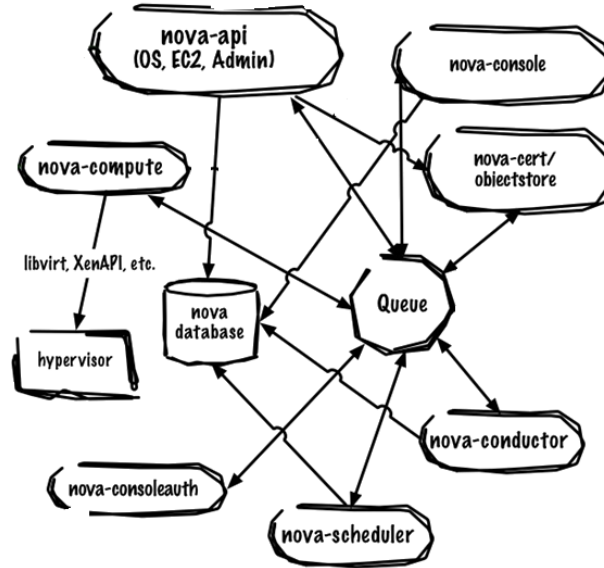 nova-api
(OS, EC2, Admin)
nova-console
nova-cert/
objectstore
nova-compute
libvirt, XenAPI, etc.
Queue
nova
database
hypervisor
nova-conductor
nova-consoleauth
nova-scheduler